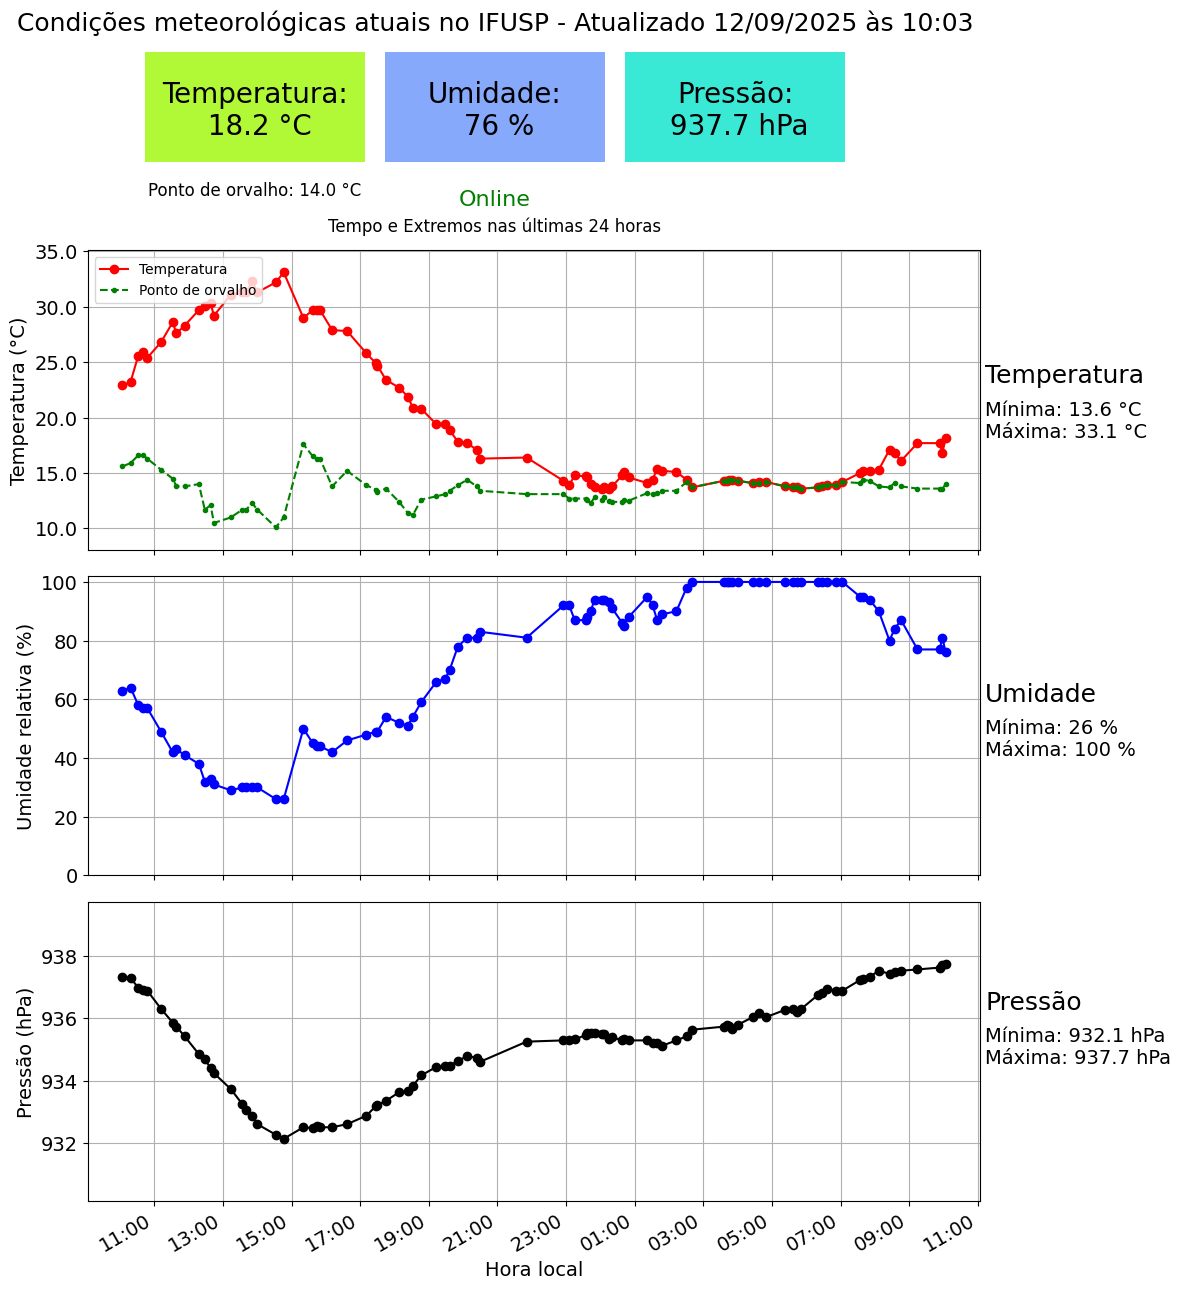 Condições meteorológicas atuais no IFUSP - Atualizado 12/09/2025 às 10:03
Temperatura:
18.2 °C
Umidade:
76 %
Pressão:
937.7 hPa
Ponto de orvalho: 14.0 °C
Online
Tempo e Extremos nas últimas 24 horas
35.0
30.0
25.0
20.0
15.0
10.0
Temperatura (°C)
Temperatura
Ponto de orvalho
Temperatura
Mínima: 13.6 °C
Máxima: 33.1 °C
100
80
60
40
20
0
Umidade relativa (%)
Umidade
Mínima: 26 %
Máxima: 100 %
938
936
934
932
Pressão (hPa)
Pressão
Mínima: 932.1 hPa
Máxima: 937.7 hPa
11:00
13:00
15:00
17:00
19:00
21:00
23:00
01:00
03:00
05:00
07:00
09:00
11:00
Hora local